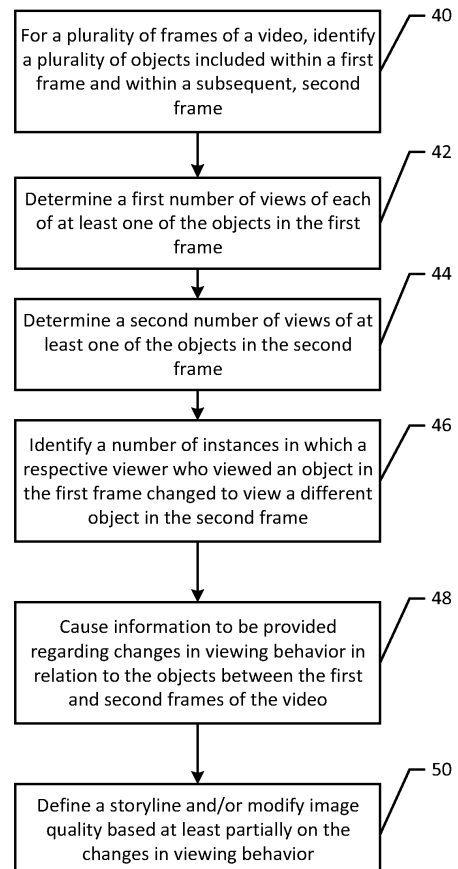 For a plurality of frames of a video, identify
a plurality of objects included within a first
frame and within a subsequent, second
frame
40
Determine a first number of views of each
of at least one of the objects in the first
frame
42
Determine a second number of views of at
least one of the objects in the second
frame
44
Identify a number of instances in which a
respective viewer who viewed an object in
the first frame changed to view a different
object in the second frame
46
Cause information to be provided
regarding changes in viewing behavior in
relation to the objects between the first
and second frames of the video
48
Define a storyline and/or modify image
quality based at least partially on the
changes in viewing behavior
50